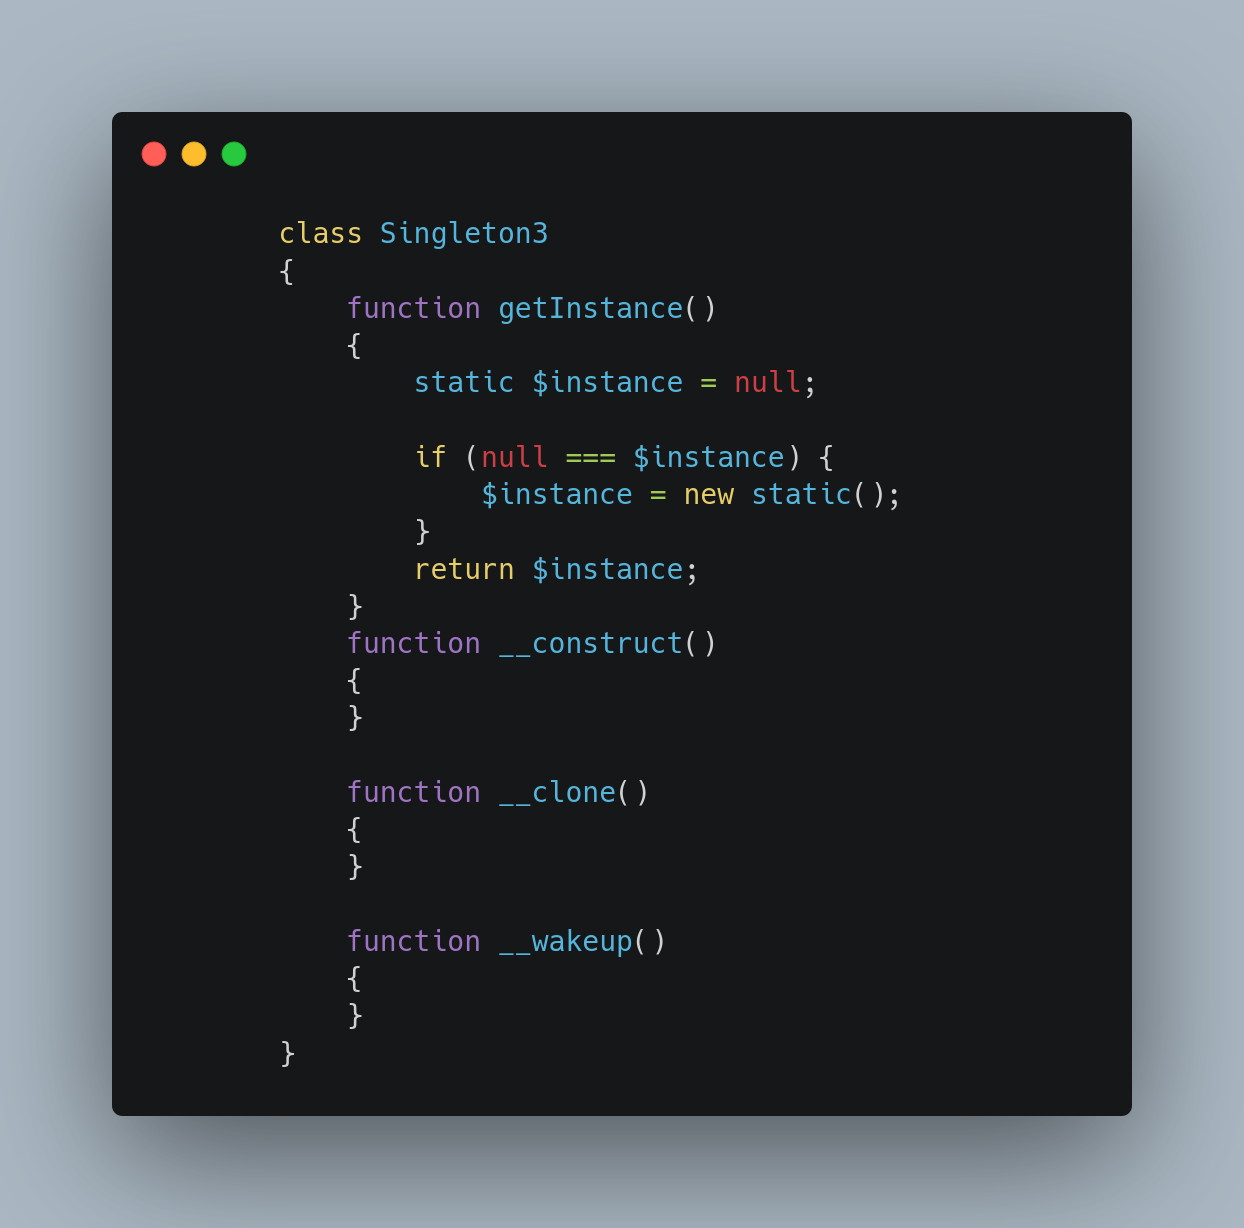 class Singleton3
{
    function getInstance()
    {
        static $instance = null;

        if (null === $instance) {
            $instance = new static();
        }
        return $instance;
    }
    function __construct()
    {
    }

    function __clone()
    {
    }

    function __wakeup()
    {
    }
}